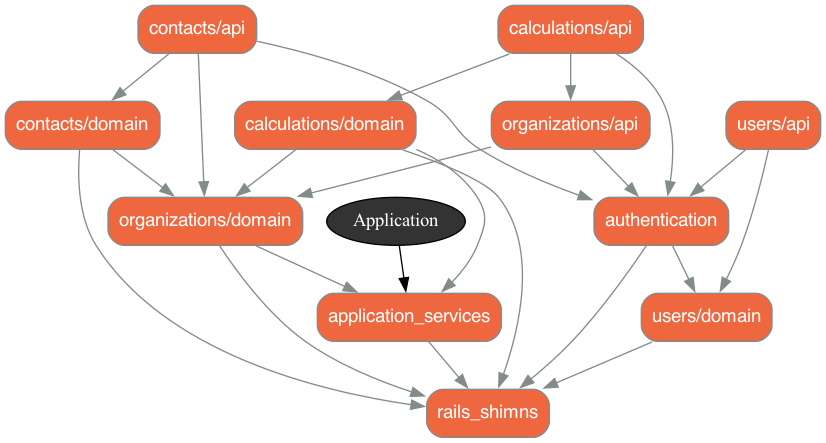 contacts/api
calculations/api
contacts/domain
calculations/domain
organizations/api
users/api
organizations/domain
Application
authentication
application_services
users/domain
rails_shimns